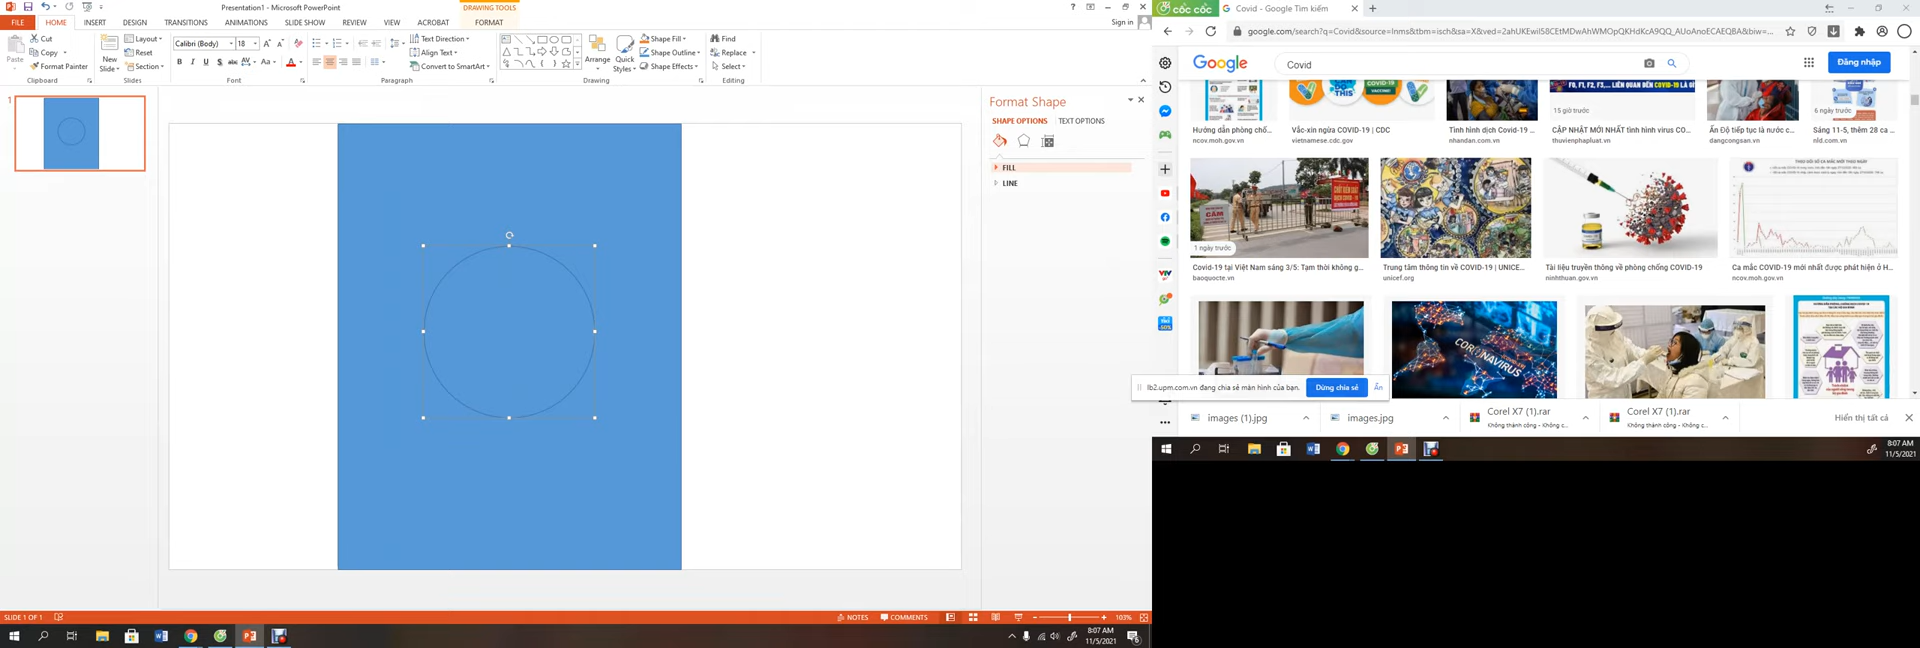 Presentation1 - Microsoft PowerPoint
DRAWING TOOLS
FILE
HOME
INSERT
DESIGN
TRANSITIONS
ANIMATIONS
SLIDE SHOW
REVIEW
VIEW
ACROBAT
FORMAT
Sign in
Paste
Cut
Copy
Format Painter
Clipboard
New
Slide
Layout
Reset
Section
Slides
Calibri (Body)
18
Font
Paragraph
Text Direction
Align Text
Convert to SmartArt
Arrange
Quick
Styles
Shape Fill
Shape Outline
Shape Effects
Drawing
Find
Replace
Select
Editing
1
Format Shape
SHAPE OPTIONS
TEXT OPTIONS
FILL
LINE
SLIDE 1 OF 1
NOTES
COMMENTS
103%
8:07 AM
11/5/2021
CỐC CỐC
Covid - Google Tìm kiếm
google.com/search?q=Covid&source=lnms&tbm=isch&sa=X&ved=2ahUKEwil58CEtMDwAhWMOpQKHdKcA9QQ_AUoAnoECAEQBA&biw=...
Google
Covid
Đăng nhập
15 giờ trước
6 ngày trước
Hướng dẫn phòng chố...
ncov.moh.gov.vn
Vắc-xin ngừa COVID-19 | CDC
vietnamese.cdc.gov
Tình hình dịch Covid-19 ...
nhandan.com.vn
CẬP NHẬT MỚI NHẤT tình hình virus CO...
thuvienphapluat.vn
Ấn Độ tiếp tục là nước c...
dangcongsan.vn
Sáng 11-5, thêm 28 ca ...
nld.com.vn
CẤM
1 ngày trước
Covid-19 tại Việt Nam sáng 3/5: Tạm thời không g...
baoquocte.vn
Trung tâm thông tin về COVID-19 | UNICE...
unicef.org
Tài liệu truyền thông về phòng chống COVID-19
ninhthuan.gov.vn
Ca mắc COVID-19 mới nhất được phát hiện ở H...
ncov.moh.gov.vn
CORONAVIRUS
lb2.upm.com.vn đang chia sẻ màn hình của bạn.
Dừng chia sẻ
Ẩn
images (1).jpg
images.jpg
Corel X7 (1).rar
Không thành công - Không c...
Corel X7 (1).rar
Không thành công - Không c...
Hiển thị tất cả
8:07 AM
11/5/2021